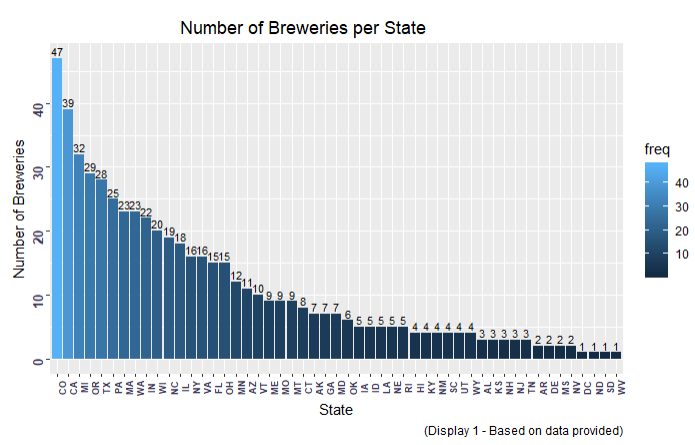 Number of Breweries per State
47 39 32 29 28 25 23 23 22 20 19 18 16 16 15 15 12 11 10 9 9 9 8 7 7 7 6 5 5 5 5 5 4 4 4 4 4 4 3 3 3 3 3 2 2 2 2 1 1 1 1
Number of Breweries
40
30
20
10
0
CO CA MI OR TX PA MA WA IN WI NC IL NY VA FL OH MN AZ VT ME MO MT CT AK GA MD OK IA ID LA NE RI HI KY NM SC UT WY AL KS NH NJ TN AR DE MS NV DC ND SD WV
State
freq
40
30
20
10
(Display 1 - Based on data provided)